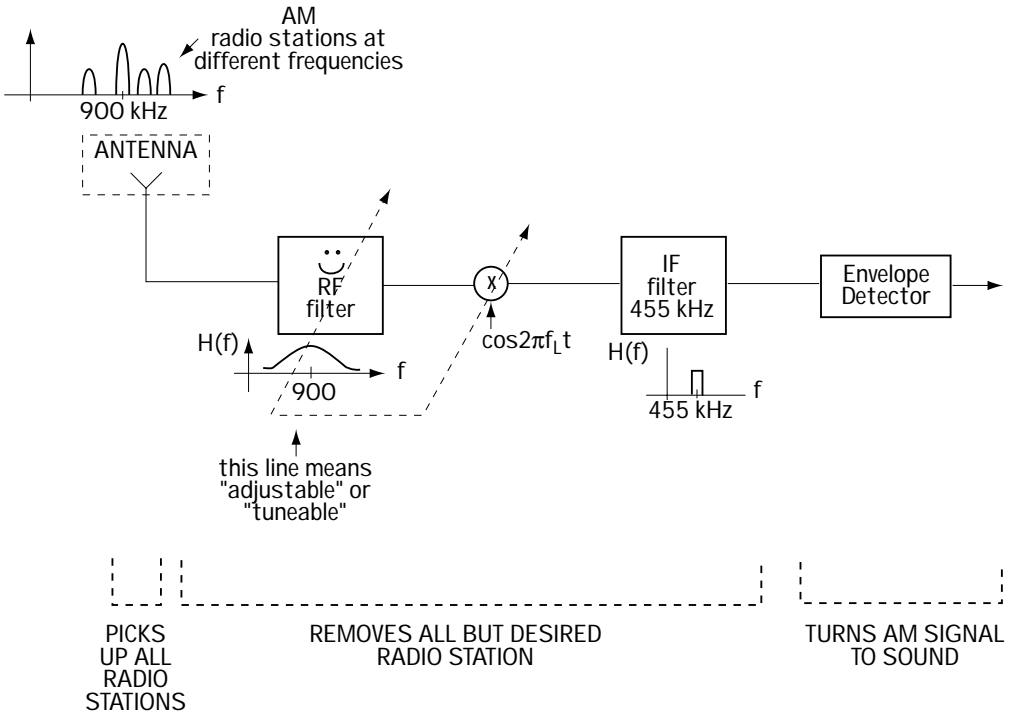 AM
radio stations at
different frequencies
f
900 kHz
ANTENNA
RF
filter
x
cos2πf_Lt
IF
filter
455 kHz
Envelope
Detector
H(f)
f
900
H(f)
f
455 kHz
this line means
"adjustable" or
"tuneable"
PICKS
UP ALL
RADIO
STATIONS
REMOVES ALL BUT DESIRED
RADIO STATION
TURNS AM SIGNAL
TO SOUND